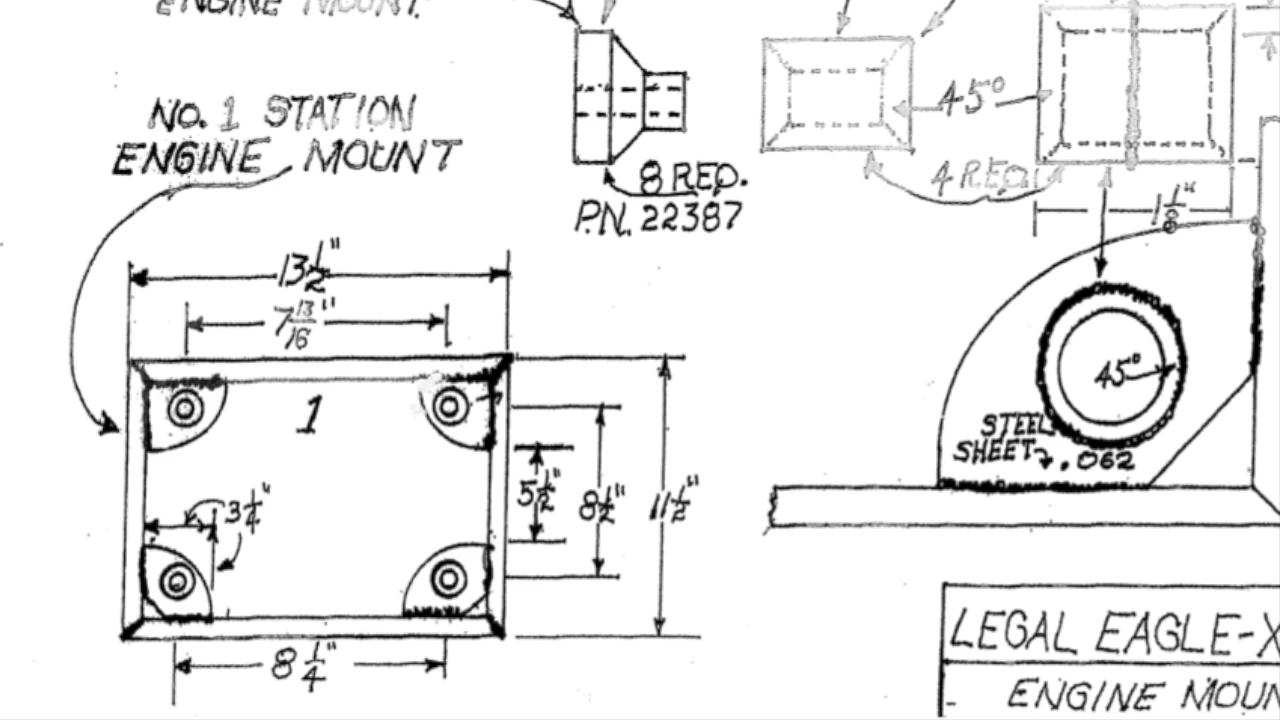 ENGINE MOUNT
NO. 1 STATION
ENGINE MOUNT
8 REQ.
P.N. 22387
45°
4 REQ.
1 1/8"
13 1/2"
7 13/16"
1
5 1/2"
8 1/2"
11 1/2"
3 1/4"
8 1/4"
45°
STEEL
SHEET
.062
LEGAL EAGLE-X
ENGINE MOUN